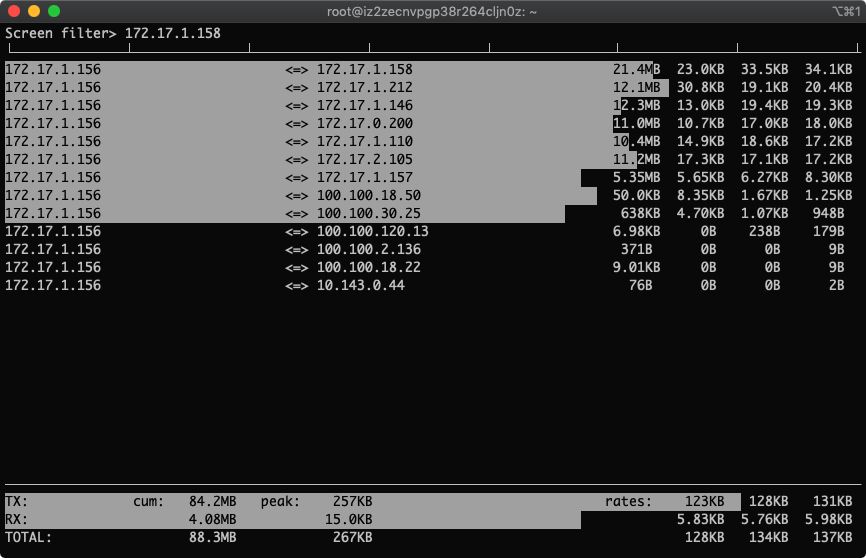 root@iz2zecnvpgp38r264cljn0z: ~ ⌥⌘1
Screen filter> 172.17.1.158
172.17.1.156 <=> 172.17.1.158 21.4MB 23.0KB 33.5KB 34.1KB
172.17.1.156 <=> 172.17.1.212 12.1MB 30.8KB 19.1KB 20.4KB
172.17.1.156 <=> 172.17.1.146 12.3MB 13.0KB 19.4KB 19.3KB
172.17.1.156 <=> 172.17.0.200 11.0MB 10.7KB 17.0KB 18.0KB
172.17.1.156 <=> 172.17.1.110 10.4MB 14.9KB 18.6KB 17.2KB
172.17.1.156 <=> 172.17.2.105 11.2MB 17.3KB 17.1KB 17.2KB
172.17.1.156 <=> 172.17.1.157 5.35MB 5.65KB 6.27KB 8.30KB
172.17.1.156 <=> 100.100.18.50 50.0KB 8.35KB 1.67KB 1.25KB
172.17.1.156 <=> 100.100.30.25 638KB 4.70KB 1.07KB 948B
172.17.1.156 <=> 100.100.120.13 6.98KB 0B 238B 179B
172.17.1.156 <=> 100.100.2.136 371B 0B 0B 9B
172.17.1.156 <=> 100.100.18.22 9.01KB 0B 0B 9B
172.17.1.156 <=> 10.143.0.44 76B 0B 0B 2B
TX: cum: 84.2MB peak: 257KB rates: 123KB 128KB 131KB
RX: 4.08MB 15.0KB 5.83KB 5.76KB 5.98KB
TOTAL: 88.3MB 267KB 128KB 134KB 137KB